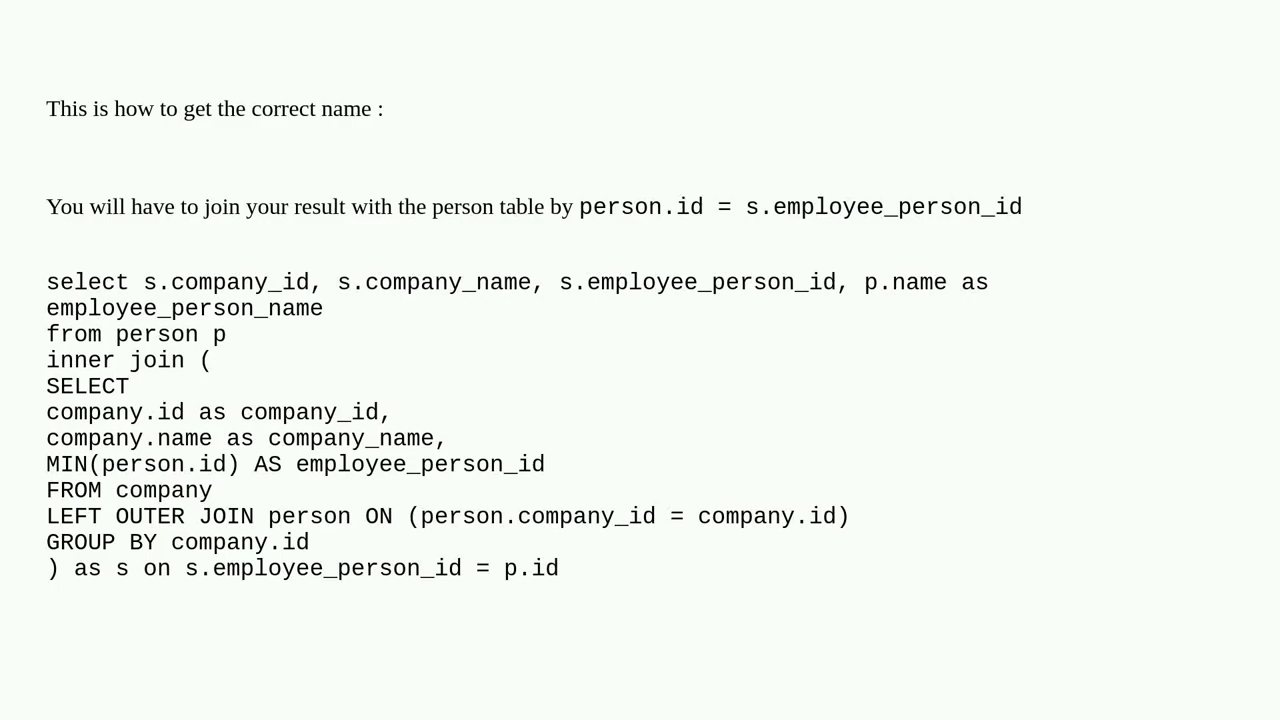 This is how to get the correct name :
You will have to join your result with the person table by person.id = s.employee_person_id
select s.company_id, s.company_name, s.employee_person_id, p.name as
employee_person_name
from person p
inner join (
SELECT
company.id as company_id,
company.name as company_name,
MIN(person.id) AS employee_person_id
FROM company
LEFT OUTER JOIN person ON (person.company_id = company.id)
GROUP BY company.id
) as s on s.employee_person_id = p.id